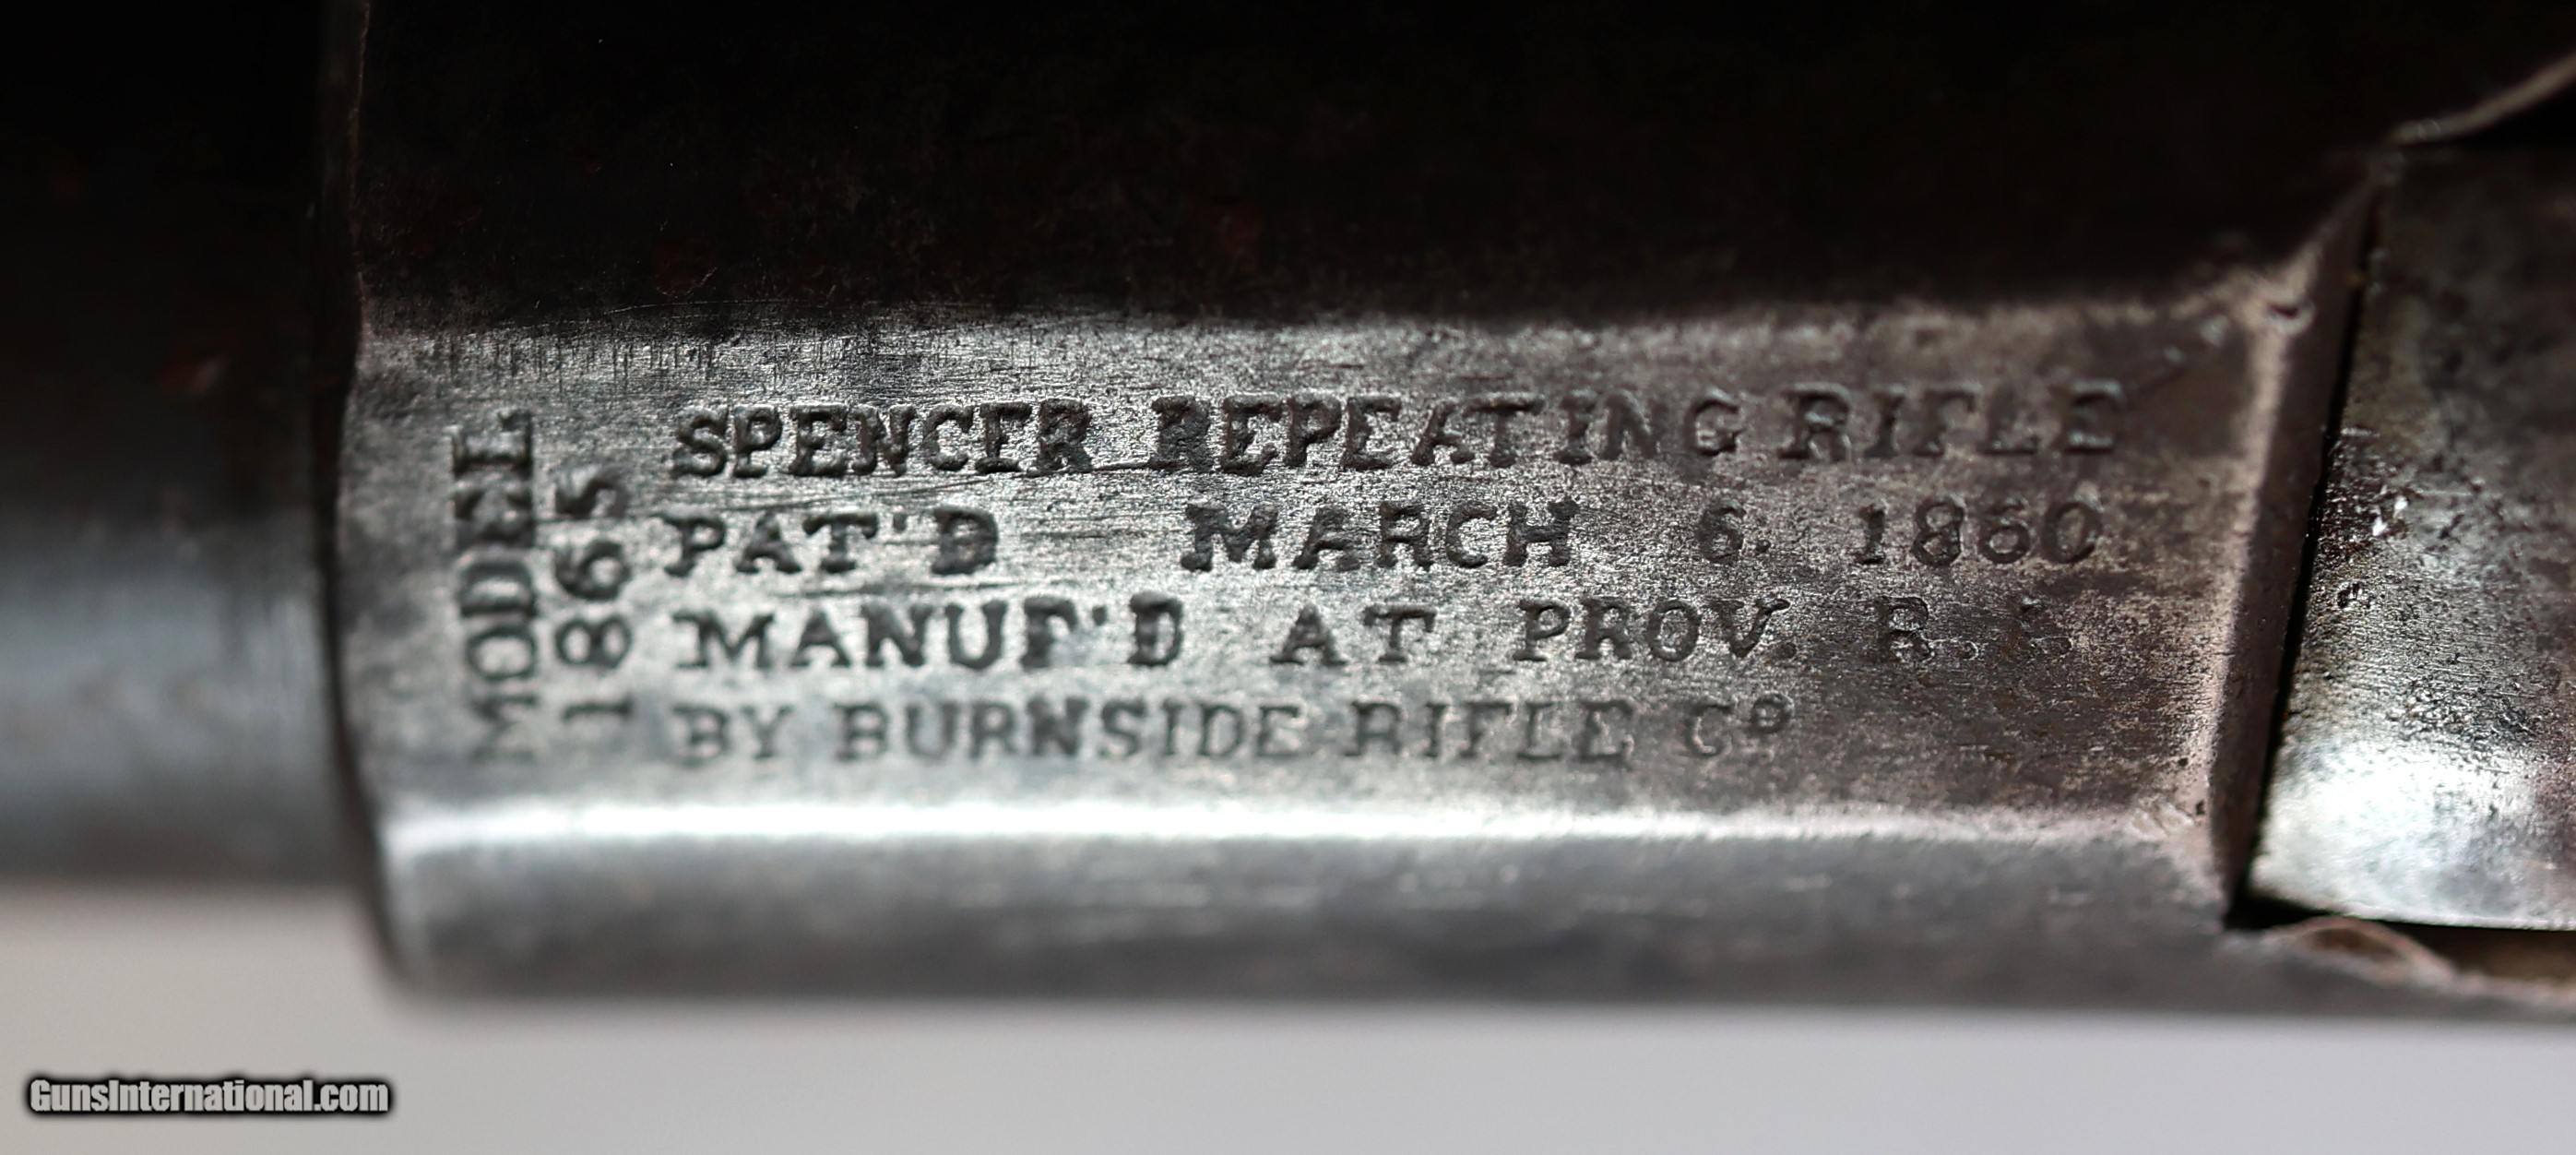 MODEL
1865
SPENCER REPEATING RIFLE
PAT'D MARCH 6. 1860
MANUF'D AT PROV. R. I.
BY BURNSIDE RIFLE Cº
GunsInternational.com